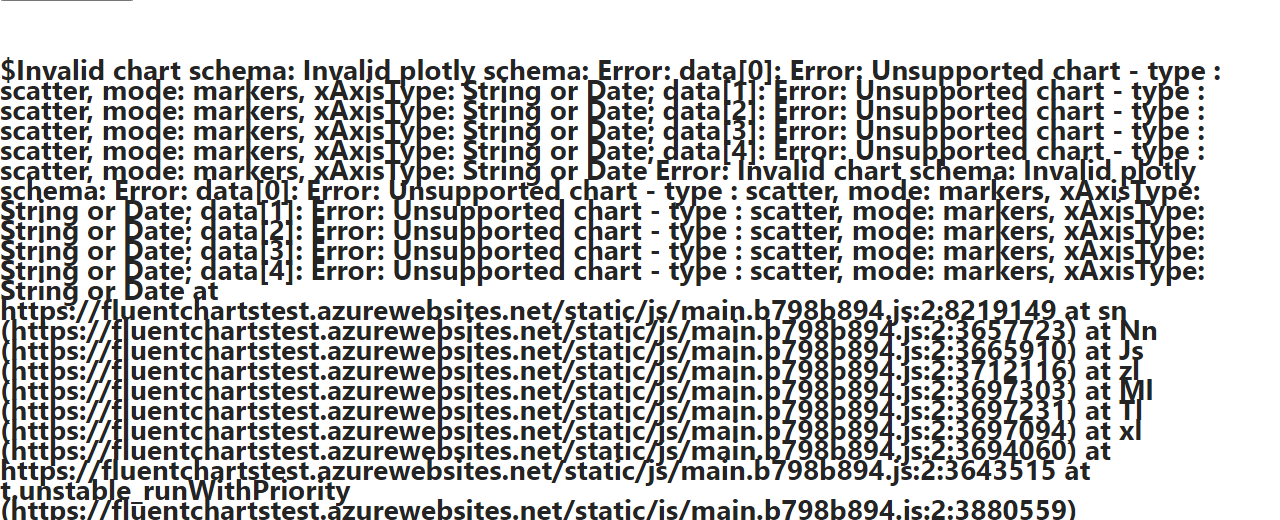 $Invalid chart schema: Invalid plotly schema: Error: data[0]: Error: Unsupported chart - type :
scatter, mode: markers, xAxisType: String or Date; data[1]: Error: Unsupported chart - type :
scatter, mode: markers, xAxisType: String or Date; data[2]: Error: Unsupported chart - type :
scatter, mode: markers, xAxisType: String or Date; data[3]: Error: Unsupported chart - type :
scatter, mode: markers, xAxisType: String or Date; data[4]: Error: Unsupported chart - type :
scatter, mode: markers, xAxisType: String or Date Error: Invalid chart schema: Invalid plotly
schema: Error: data[0]: Error: Unsupported chart - type : scatter, mode: markers, xAxisType:
String or Date; data[1]: Error: Unsupported chart - type : scatter, mode: markers, xAxisType:
String or Date; data[2]: Error: Unsupported chart - type : scatter, mode: markers, xAxisType:
String or Date; data[3]: Error: Unsupported chart - type : scatter, mode: markers, xAxisType:
String or Date; data[4]: Error: Unsupported chart - type : scatter, mode: markers, xAxisType:
String or Date at
https://fluentchartstest.azurewebsites.net/static/js/main.b798b894.js:2:8219149 at sn
(https://fluentchartstest.azurewebsites.net/static/js/main.b798b894.js:2:3657723) at Nn
(https://fluentchartstest.azurewebsites.net/static/js/main.b798b894.js:2:3665910) at Js
(https://fluentchartstest.azurewebsites.net/static/js/main.b798b894.js:2:3712116) at zl
(https://fluentchartstest.azurewebsites.net/static/js/main.b798b894.js:2:3697303) at Ml
(https://fluentchartstest.azurewebsites.net/static/js/main.b798b894.js:2:3697231) at Tl
(https://fluentchartstest.azurewebsites.net/static/js/main.b798b894.js:2:3697094) at xl
(https://fluentchartstest.azurewebsites.net/static/js/main.b798b894.js:2:3694060) at
https://fluentchartstest.azurewebsites.net/static/js/main.b798b894.js:2:3643515 at
t.unstable_runWithPriority
(https://fluentchartstest.azurewebsites.net/static/js/main.b798b894.js:2:3880559)